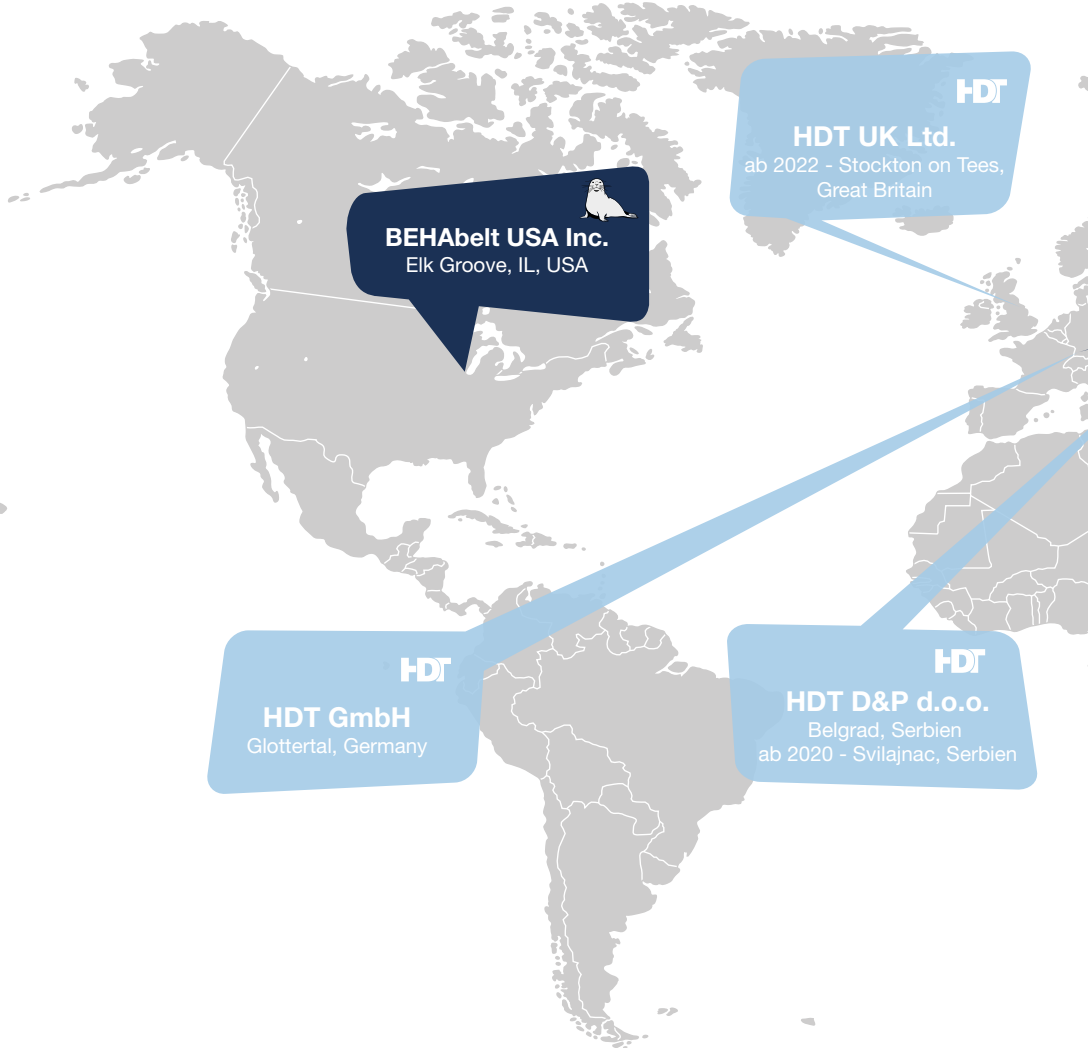 HDT
HDT UK Ltd.
ab 2022 - Stockton on Tees,
Great Britain
BEHAbelt USA Inc.
Elk Groove, IL, USA
HDT
HDT GmbH
Glottertal, Germany
HDT
HDT D&P d.o.o.
Belgrad, Serbien
ab 2020 - Svilajnac, Serbien